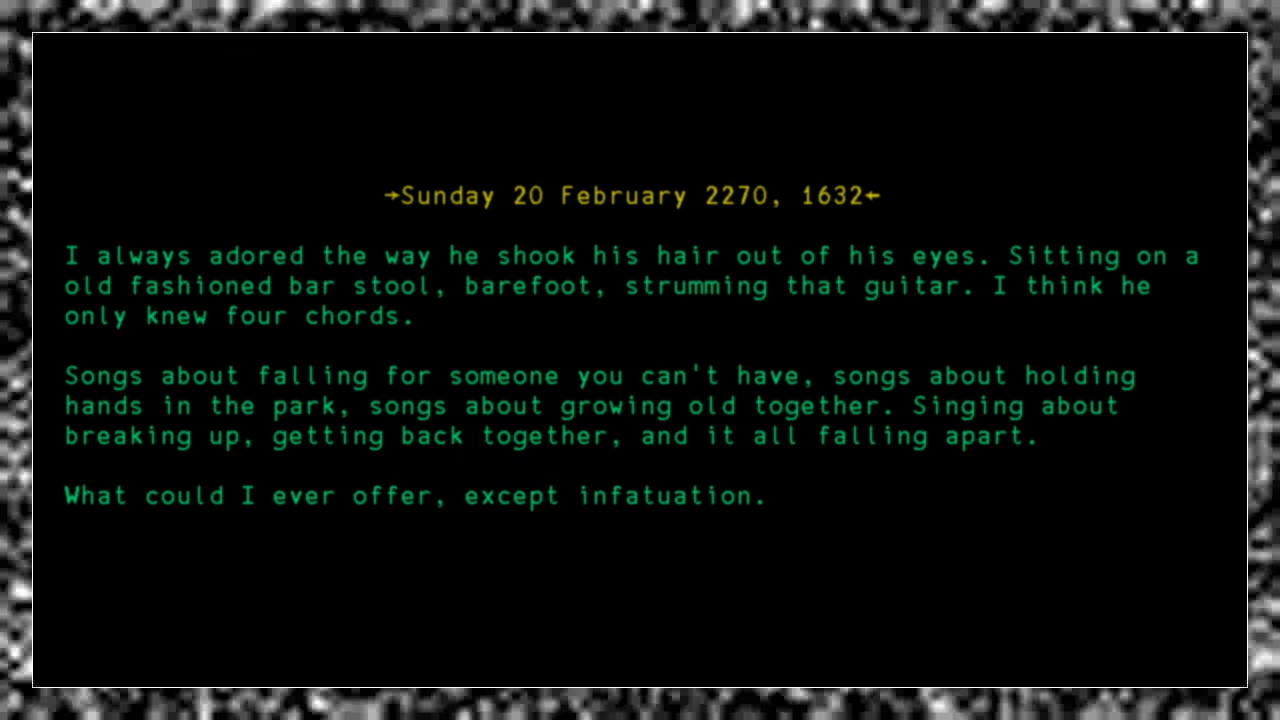 →Sunday 20 February 2270, 1632←
I always adored the way he shook his hair out of his eyes. Sitting on a
old fashioned bar stool, barefoot, strumming that guitar. I think he
only knew four chords.
Songs about falling for someone you can't have, songs about holding
hands in the park, songs about growing old together. Singing about
breaking up, getting back together, and it all falling apart.
What could I ever offer, except infatuation.